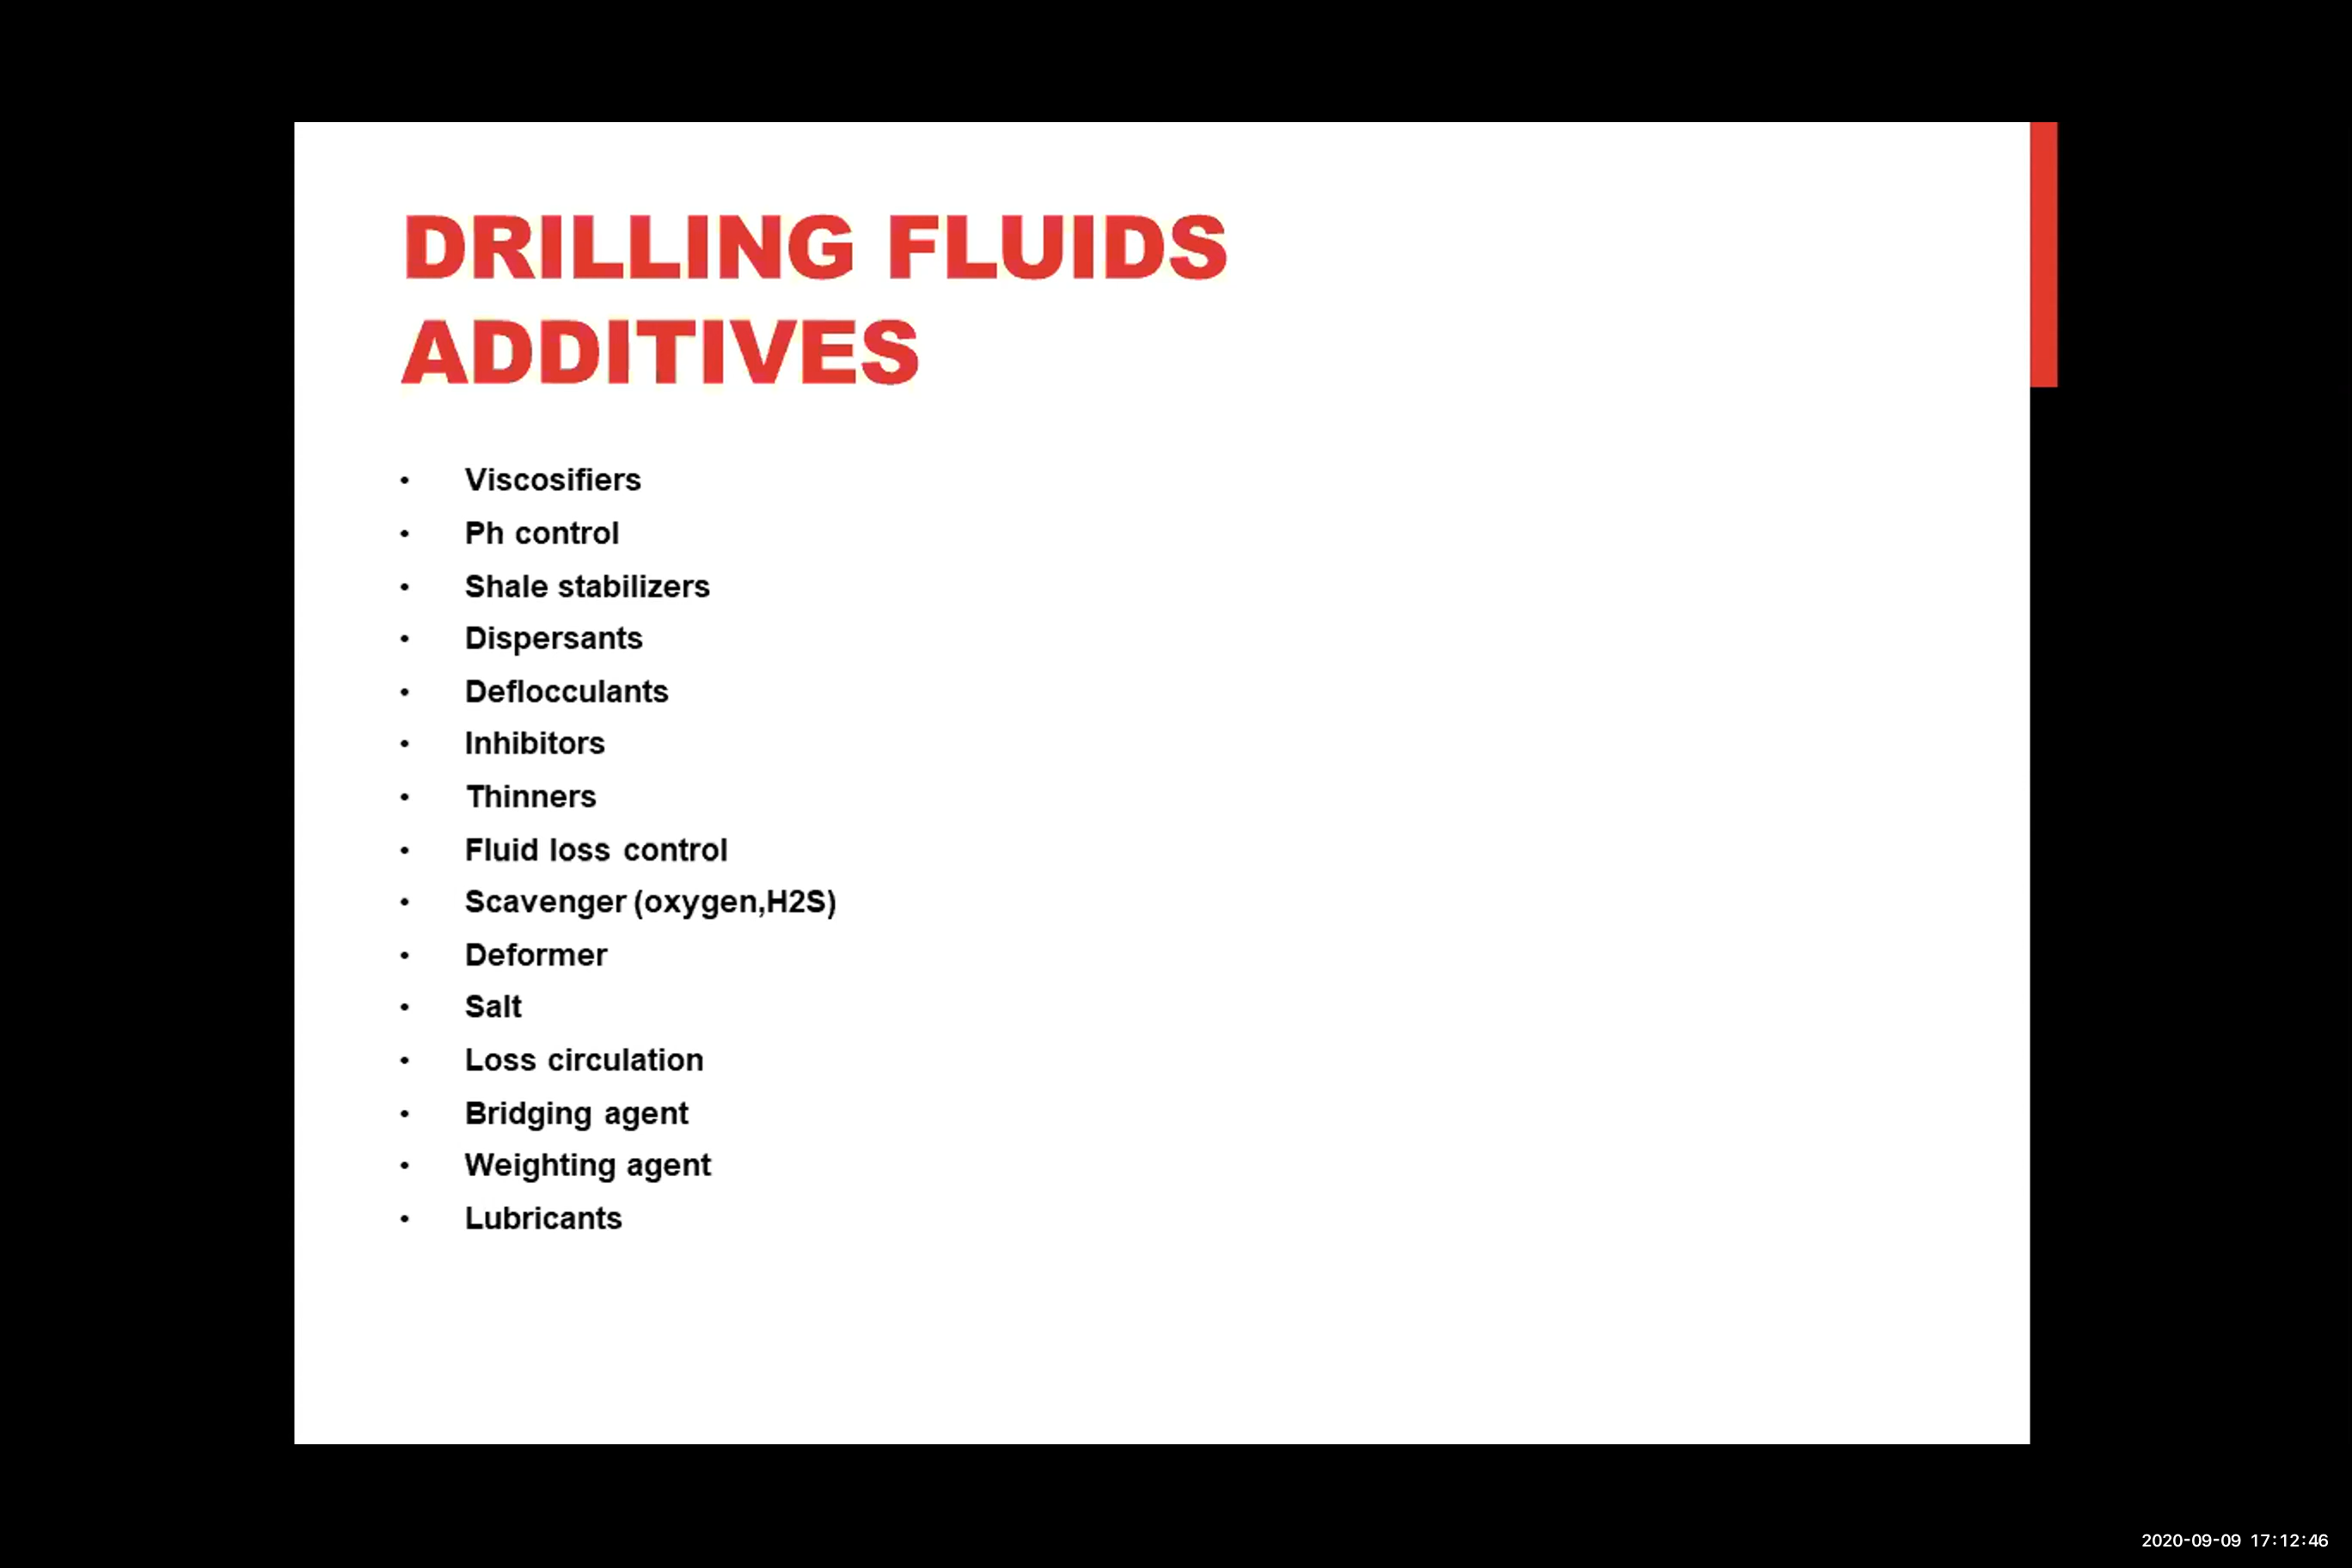 DRILLING FLUIDS
ADDITIVES
• Viscosifiers
• Ph control
• Shale stabilizers
• Dispersants
• Deflocculants
• Inhibitors
• Thinners
• Fluid loss control
• Scavenger (oxygen,H2S)
• Deformer
• Salt
• Loss circulation
• Bridging agent
• Weighting agent
• Lubricants
2020-09-09 17:12:46